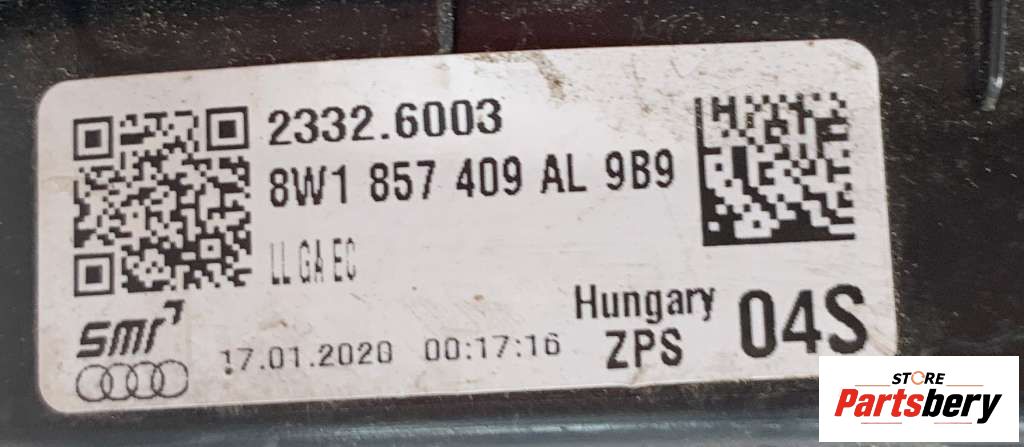 2332.6003
8W1 857 409 AL 9B9
LL GA EC
Hungary
ZPS
04S
smr
17.01.2020 00:17:16
STORE
Partsbery